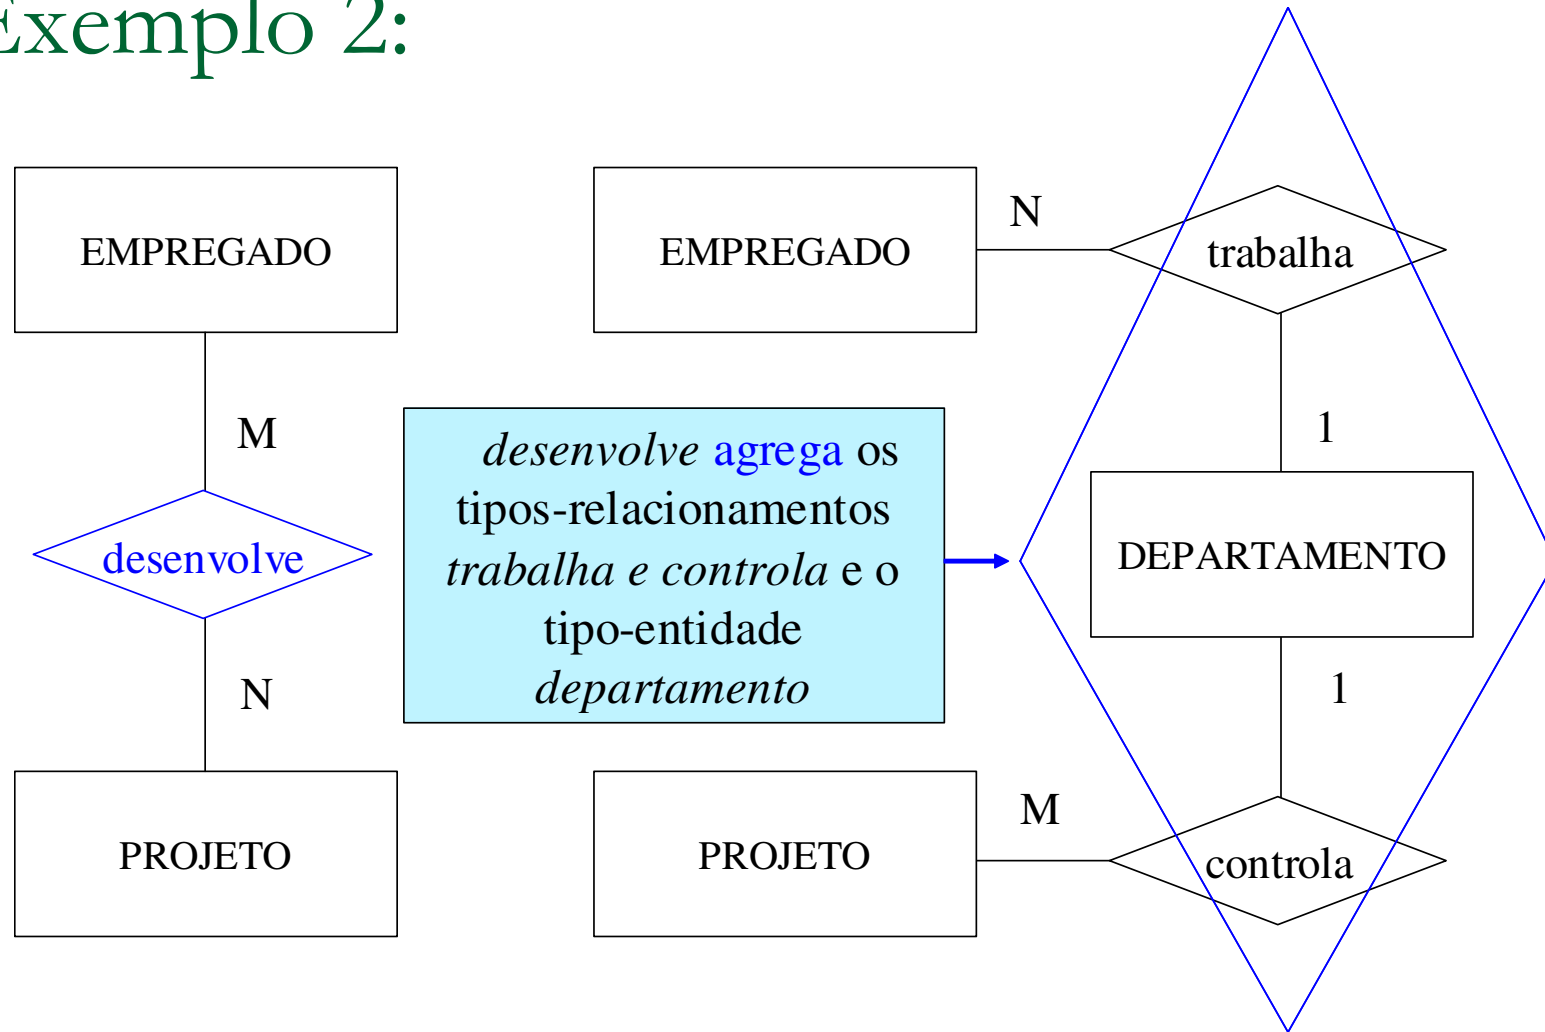 Exemplo 2:
EMPREGADO
M
desenvolve
N
PROJETO
desenvolve agrega os
tipos-relacionamentos
trabalha e controla e o
tipo-entidade
departamento
EMPREGADO
N
trabalha
1
DEPARTAMENTO
1
PROJETO
M
controla